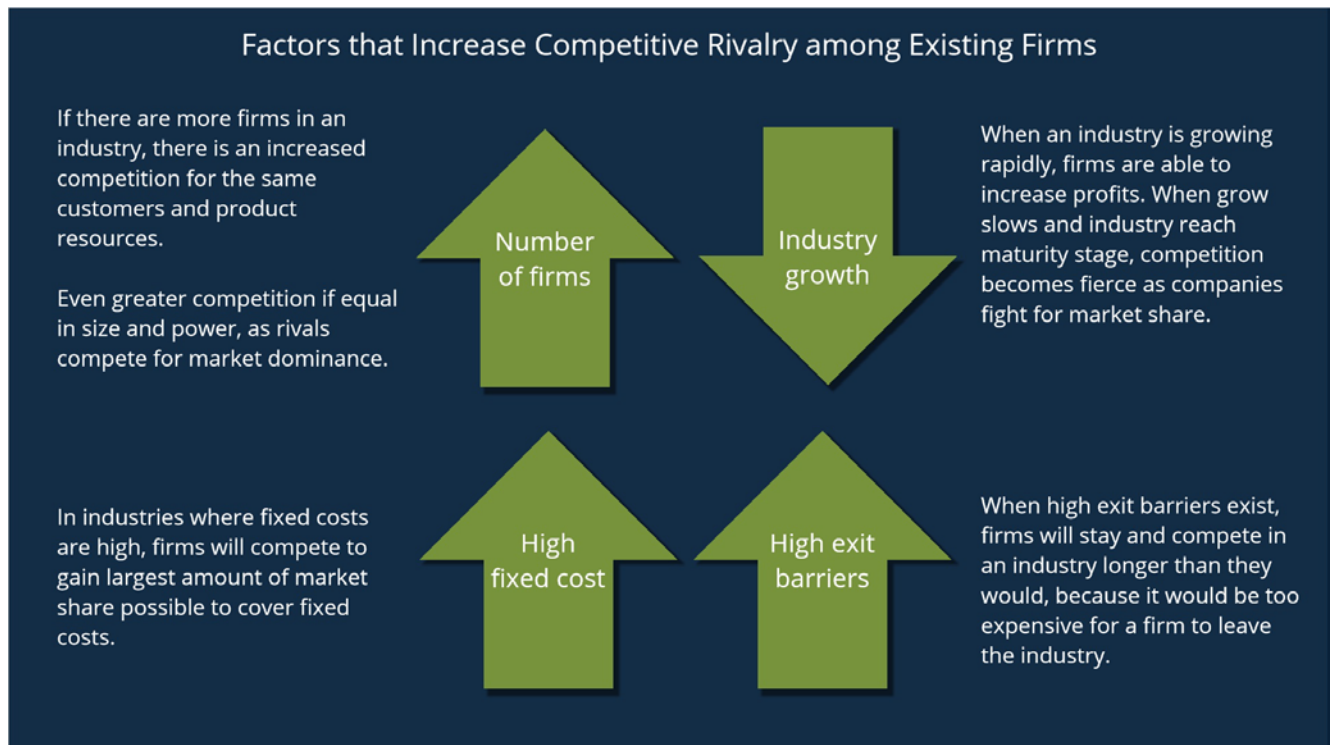 Factors that Increase Competitive Rivalry among Existing Firms
If there are more firms in an
industry, there is an increased
competition for the same
customers and product
resources.
Even greater competition if equal
in size and power, as rivals
compete for market dominance.
Number
of firms
Industry
growth
When an industry is growing
rapidly, firms are able to
increase profits. When grow
slows and industry reach
maturity stage, competition
becomes fierce as companies
fight for market share.
In industries where fixed costs
are high, firms will compete to
gain largest amount of market
share possible to cover fixed
costs.
High
fixed cost
High exit
barriers
When high exit barriers exist,
firms will stay and compete in
an industry longer than they
would, because it would be too
expensive for a firm to leave
the industry.